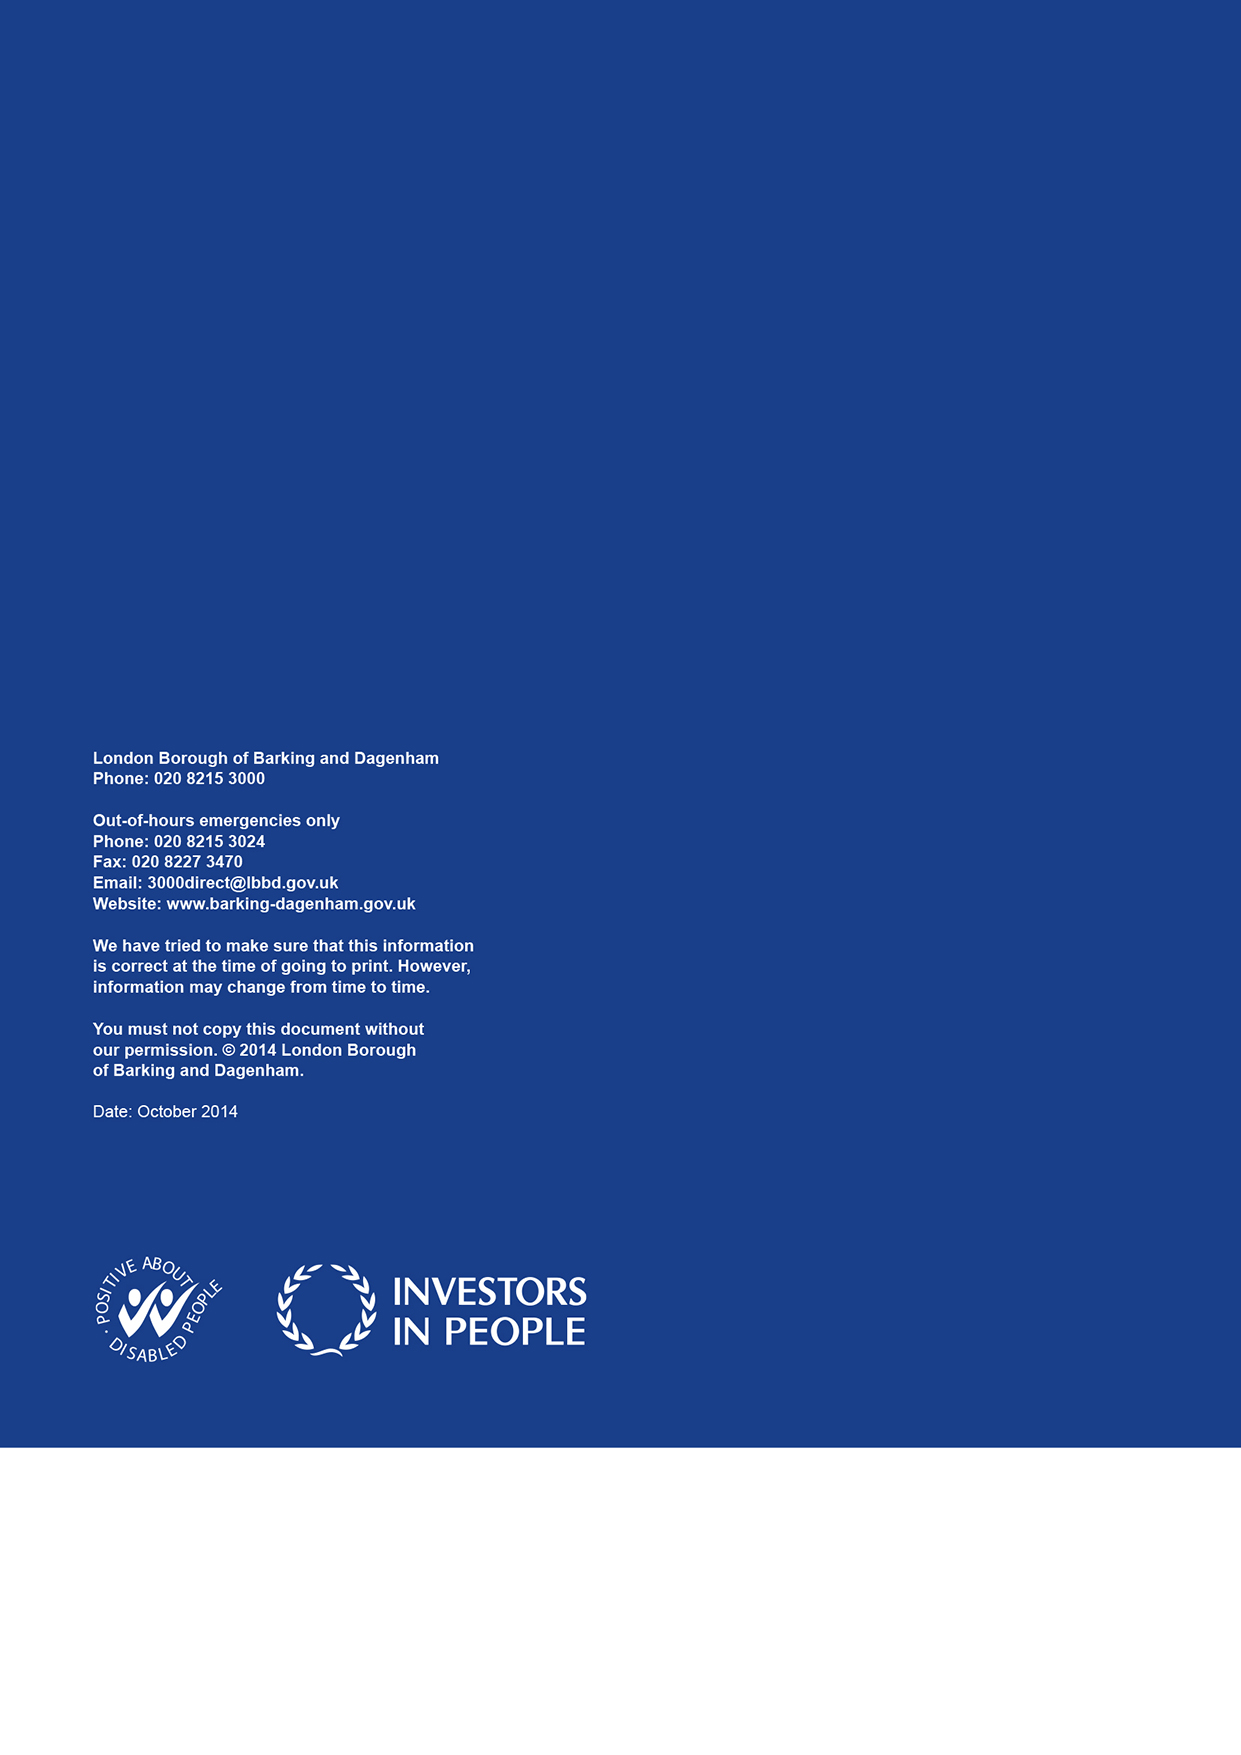 London Borough of Barking and Dagenham
Phone: 020 8215 3000
Out-of-hours emergencies only
Phone: 020 8215 3024
Fax: 020 8227 3470
Email: 3000direct@lbbd.gov.uk
Website: www.barking-dagenham.gov.uk
We have tried to make sure that this information
is correct at the time of going to print. However,
information may change from time to time.
You must not copy this document without
our permission. © 2014 London Borough
of Barking and Dagenham.
Date: October 2014
· POSITIVE ABOUT DISABLED PEOPLE
INVESTORS
IN PEOPLE